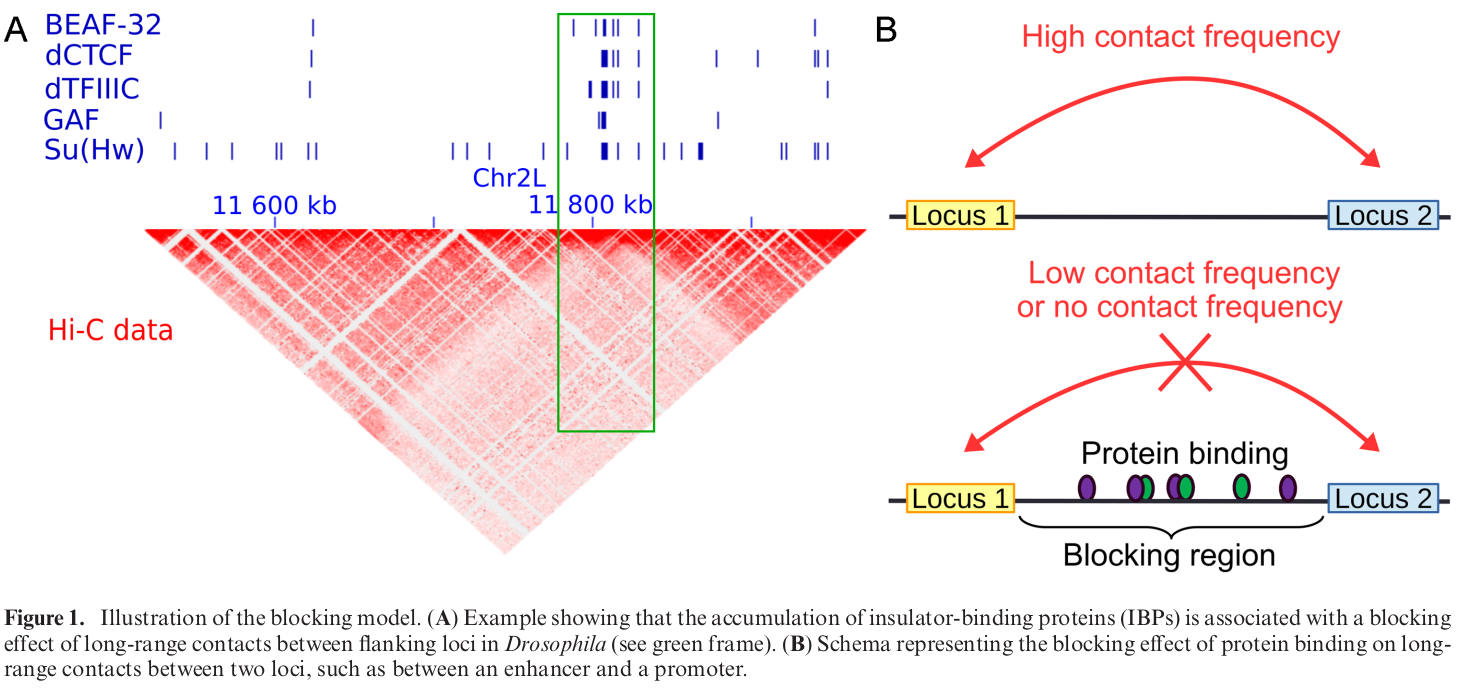 A
BEAF-32
dCTCF
dTFIIIC
GAF
Su(Hw)
Chr2L
11 600 kb
11 800 kb
Hi-C data
B
High contact frequency
Locus 1
Locus 2
Low contact frequency
or no contact frequency
Protein binding
Locus 1
Locus 2
Blocking region
Figure 1. Illustration of the blocking model. (A) Example showing that the accumulation of insulator-binding proteins (IBPs) is associated with a blocking
effect of long-range contacts between flanking loci in Drosophila (see green frame). (B) Schema representing the blocking effect of protein binding on long-
range contacts between two loci, such as between an enhancer and a promoter.